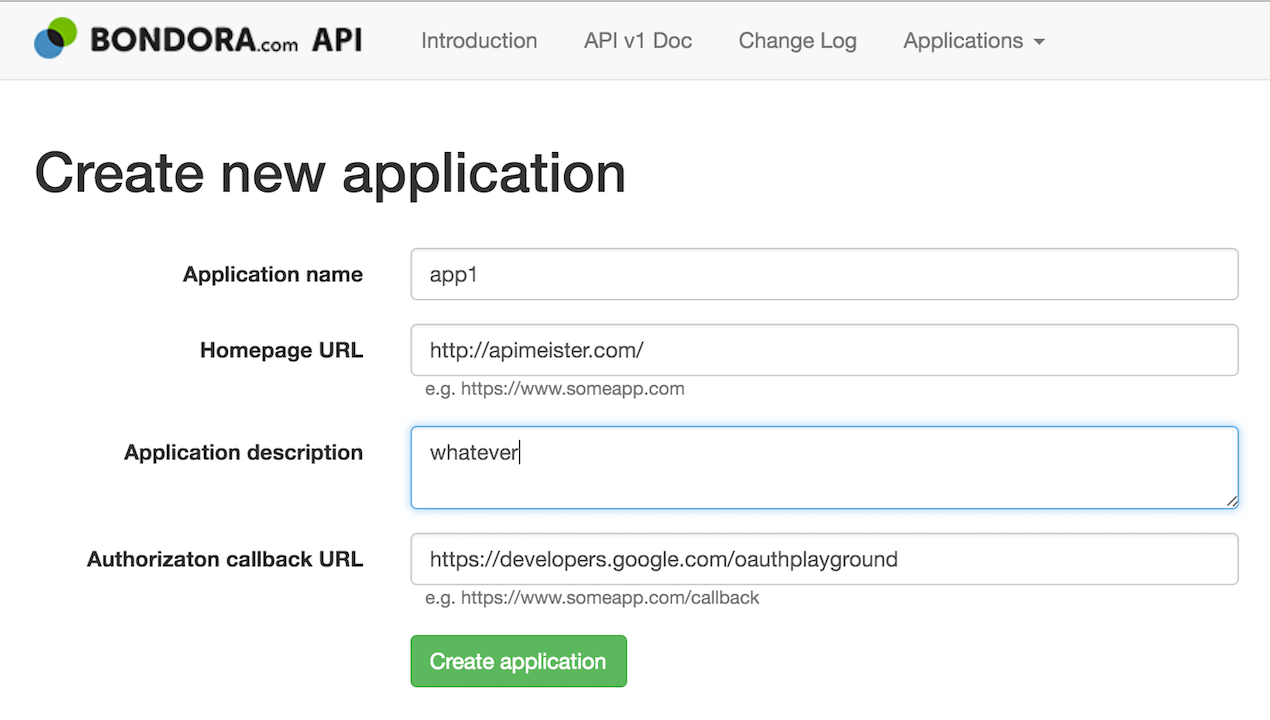 BONDORA.com API Introduction API v1 Doc Change Log Applications
Create new application
Application name app1
Homepage URL http://apimeister.com/
e.g. https://www.someapp.com
Application description whatever
Authorizaton callback URL https://developers.google.com/oauthplayground
e.g. https://www.someapp.com/callback
Create application